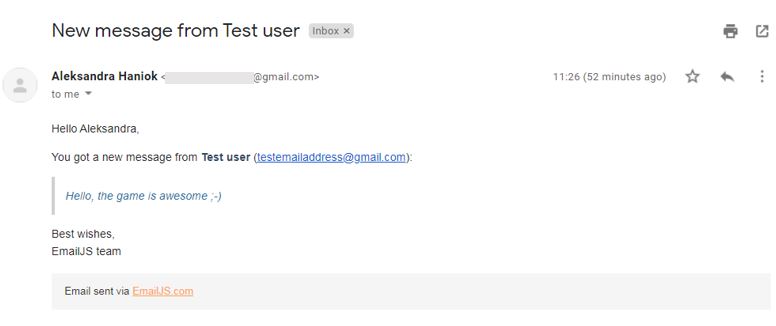 New message from Test user Inbox ×
Aleksandra Haniok < @gmail.com> 11:26 (52 minutes ago)
to me
Hello Aleksandra,
You got a new message from Test user (testemailaddress@gmail.com):
Hello, the game is awesome ;-)
Best wishes,
EmailJS team
Email sent via EmailJS.com